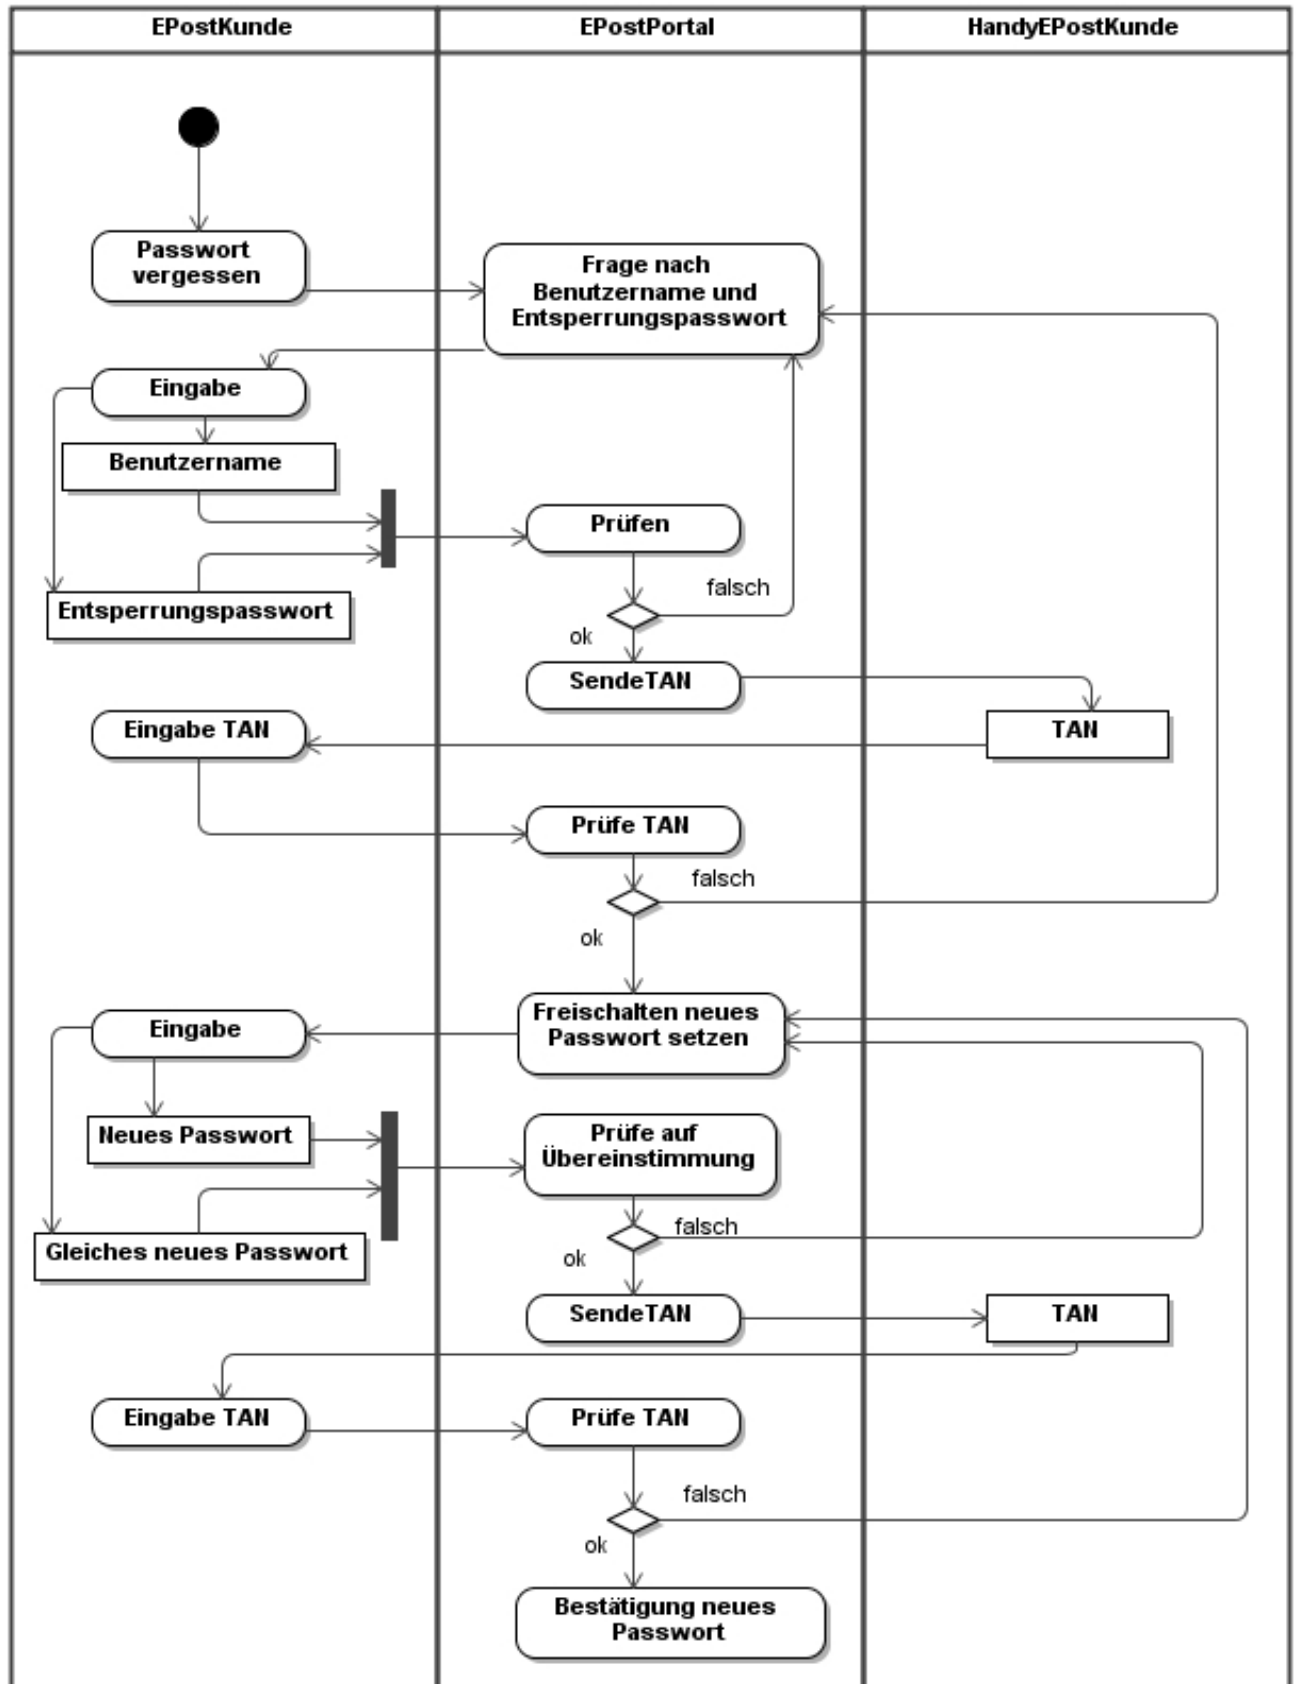 EPostKunde
EPostPortal
HandyEPostKunde
Passwort
vergessen
Frage nach
Benutzername und
Entsperrungspasswort
Eingabe
Benutzername
Prüfen
falsch
Entsperrungspasswort
ok
SendeTAN
Eingabe TAN
TAN
Prüfe TAN
falsch
ok
Freischalten neues
Passwort setzen
Eingabe
Neues Passwort
Prüfe auf
Übereinstimmung
falsch
Gleiches neues Passwort
ok
SendeTAN
TAN
Eingabe TAN
Prüfe TAN
falsch
ok
Bestätigung neues
Passwort